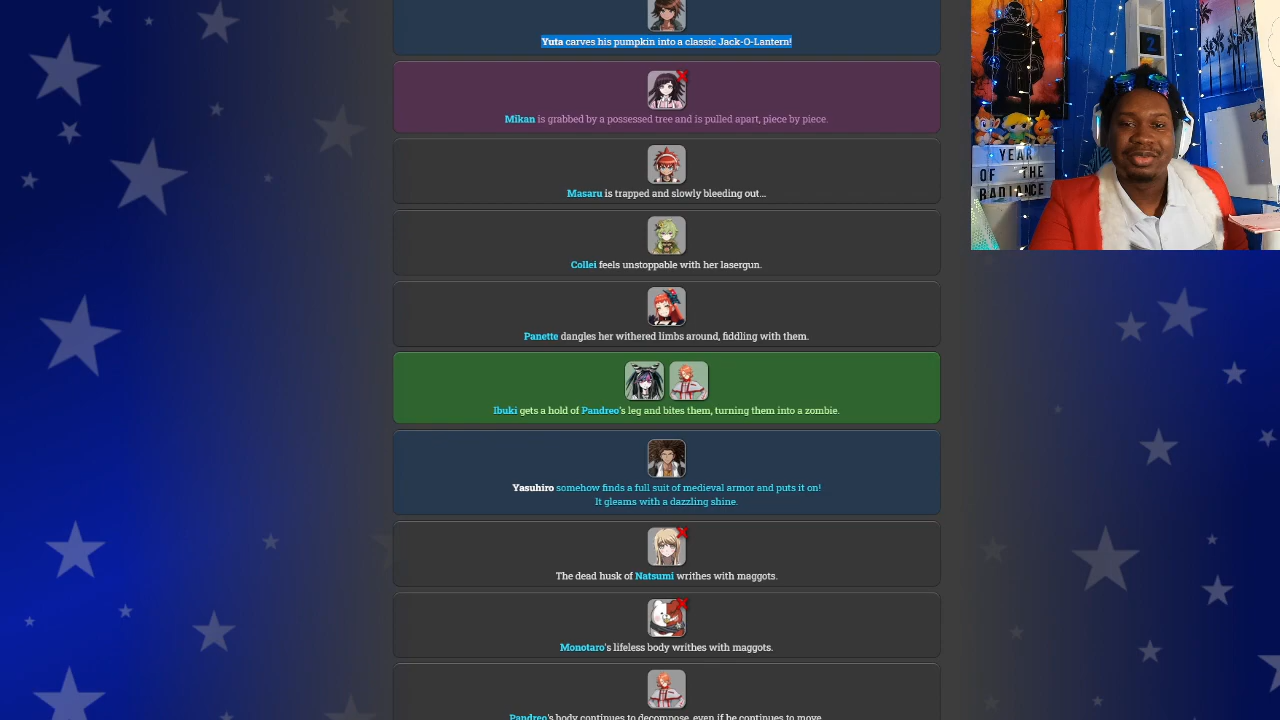 Yuta carves his pumpkin into a classic Jack-O-Lantern!
Mikan is grabbed by a possessed tree and is pulled apart, piece by piece.
Masaru is trapped and slowly bleeding out...
Collei feels unstoppable with her lasergun.
Panette dangles her withered limbs around, fiddling with them.
Ibuki gets a hold of Pandreo's leg and bites them, turning them into a zombie.
Yasuhiro somehow finds a full suit of medieval armor and puts it on!
It gleams with a dazzling shine.
The dead husk of Natsumi writhes with maggots.
Monotaro's lifeless body writhes with maggots.
Pandreo's body continues to decompose, even if he continues to move.
2
YEAR
OF THE
RADIANCE